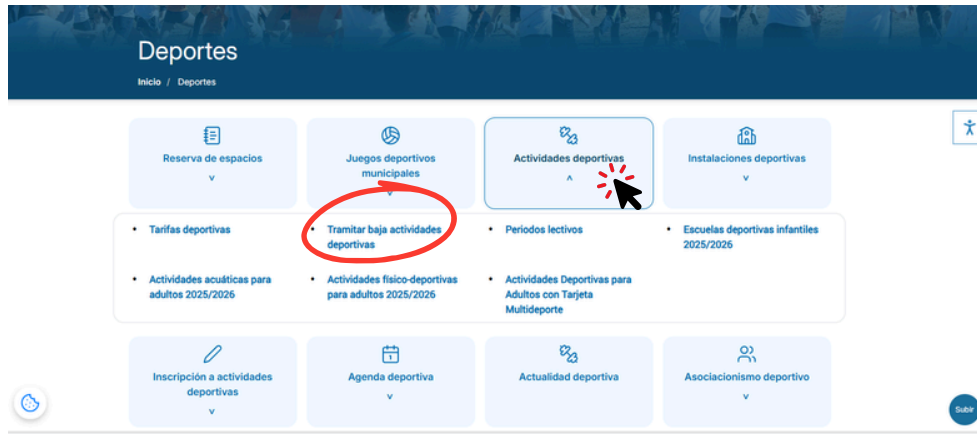 Deportes
Inicio / Deportes
Reserva de espacios
Juegos deportivos
municipales
Actividades deportivas
Instalaciones deportivas
• Tarifas deportivas
• Tramitar baja actividades
deportivas
• Periodos lectivos
• Escuelas deportivas infantiles
2025/2026
• Actividades acuáticas para
adultos 2025/2026
• Actividades físico-deportivas
para adultos 2025/2026
• Actividades Deportivas para
Adultos con Tarjeta
Multideporte
Inscripción a actividades
deportivas
Agenda deportiva
Actualidad deportiva
Asociacionismo deportivo
Subir